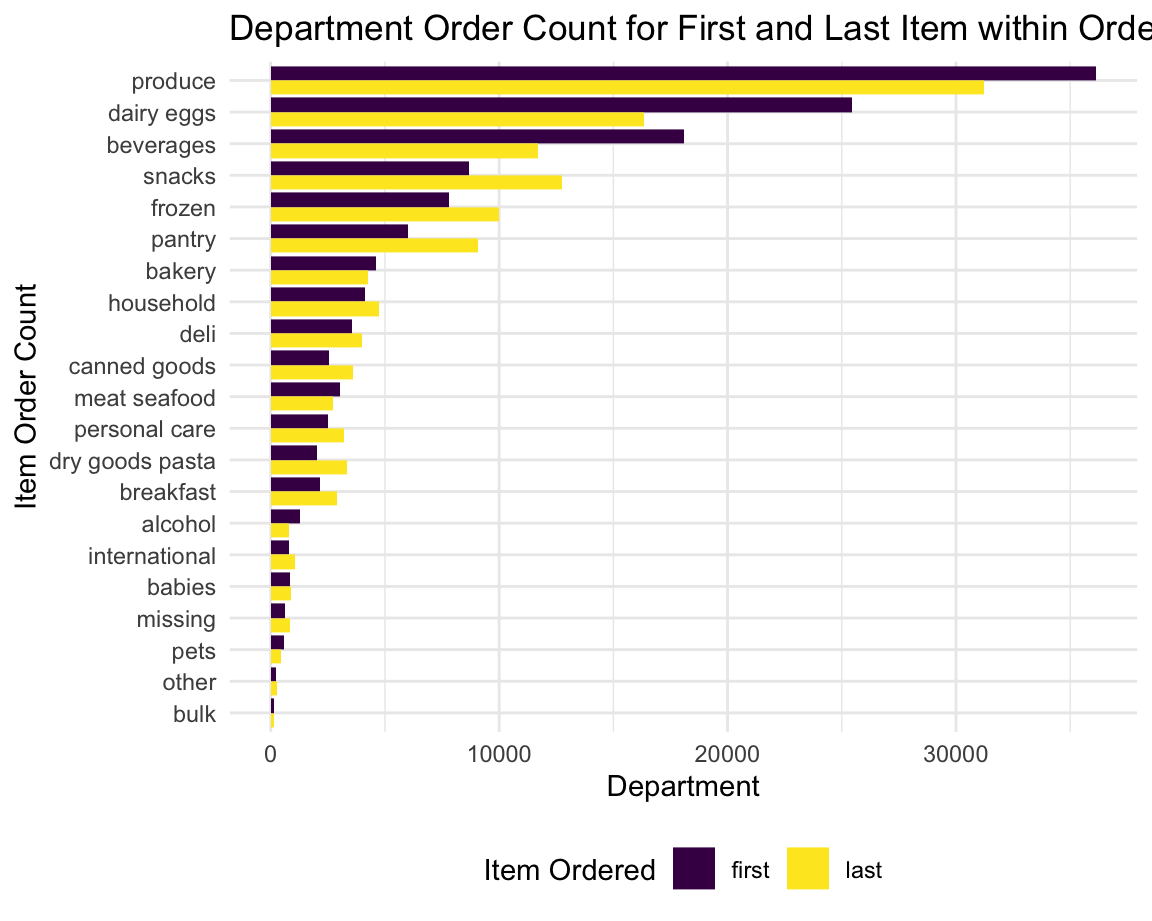 Department Order Count for First and Last Item within Orde
produce
dairy eggs
beverages
snacks
frozen
pantry
bakery
household
deli
canned goods
meat seafood
personal care
dry goods pasta
breakfast
alcohol
international
babies
missing
pets
other
bulk
Item Order Count
0 10000 20000 30000
Department
Item Ordered first last